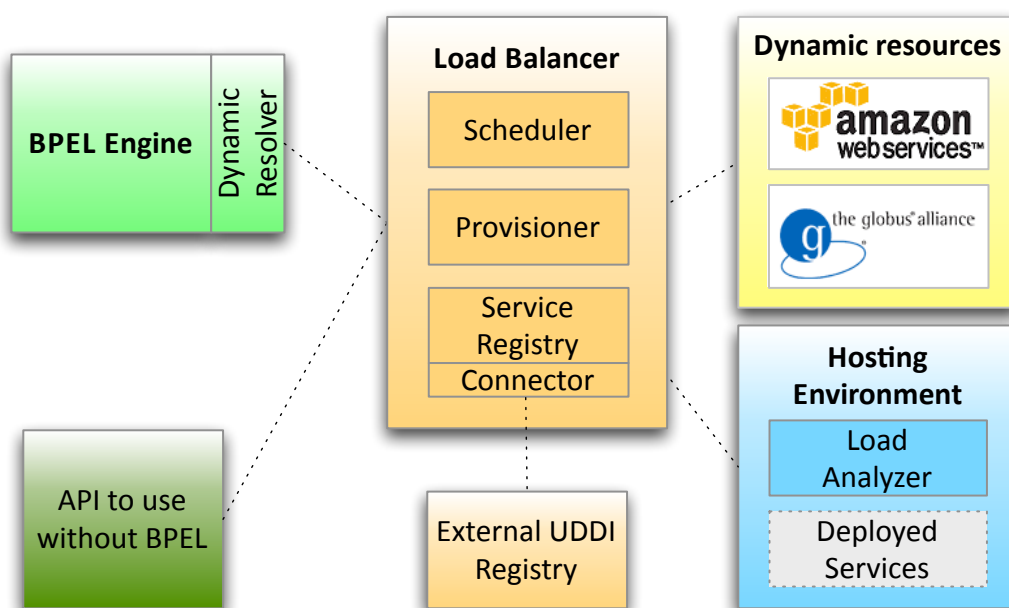 BPEL Engine
Dynamic
Resolver
API to use
without BPEL
Load Balancer
Scheduler
Provisioner
Service
Registry
Connector
External UDDI
Registry
Dynamic resources
amazon
webservices™
the globus® alliance
g
Hosting
Environment
Load
Analyzer
Deployed
Services